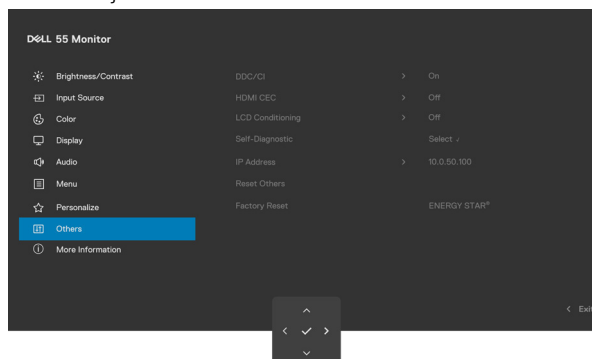 DELL 55 Monitor
Brightness/Contrast DDC/CI > On
Input Source HDMI CEC > Off
Color LCD Conditioning > Off
Display Self-Diagnostic Select ✓
Audio IP Address > 10.0.50.100
Menu Reset Others
Personalize Factory Reset ENERGY STAR®
Others
More Information
< Exit